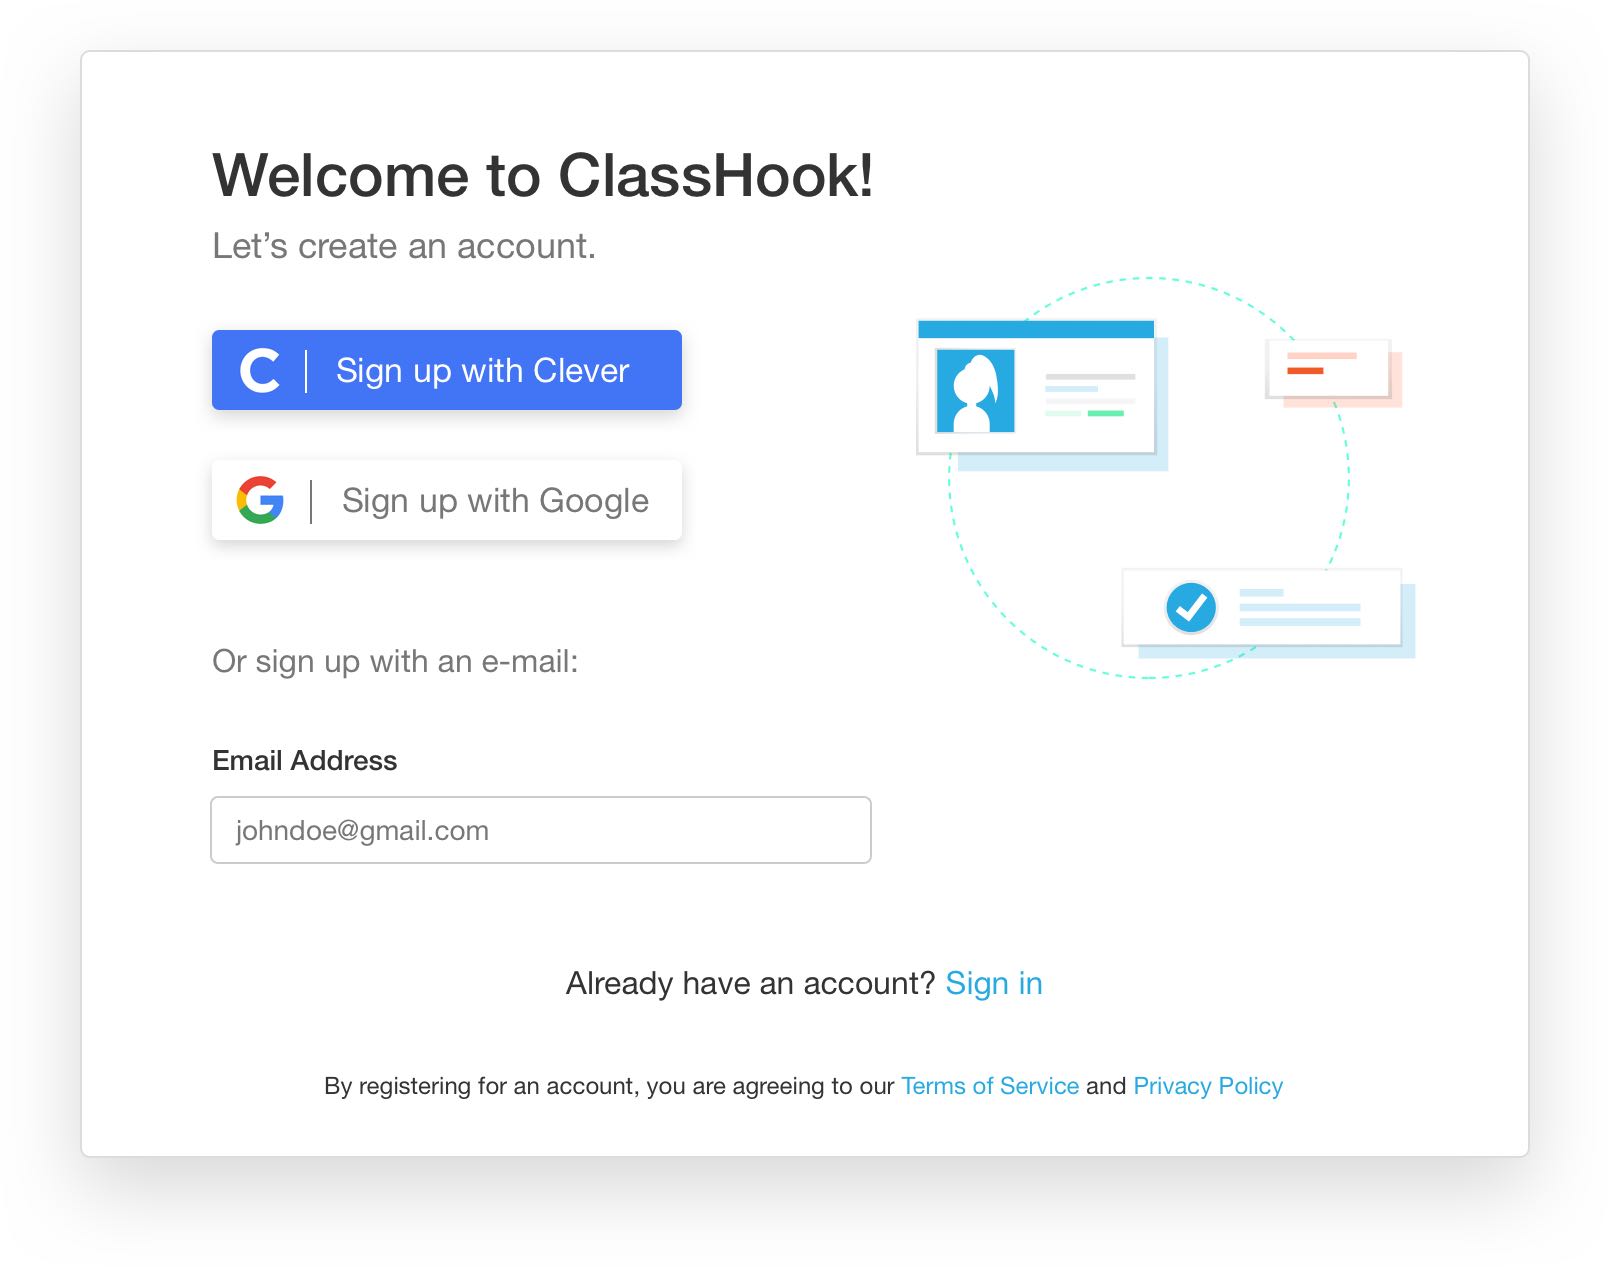 Welcome to ClassHook!
Let’s create an account.
Sign up with Clever
Sign up with Google
Or sign up with an e-mail:
Email Address
johndoe@gmail.com
Already have an account? Sign in
By registering for an account, you are agreeing to our Terms of Service and Privacy Policy